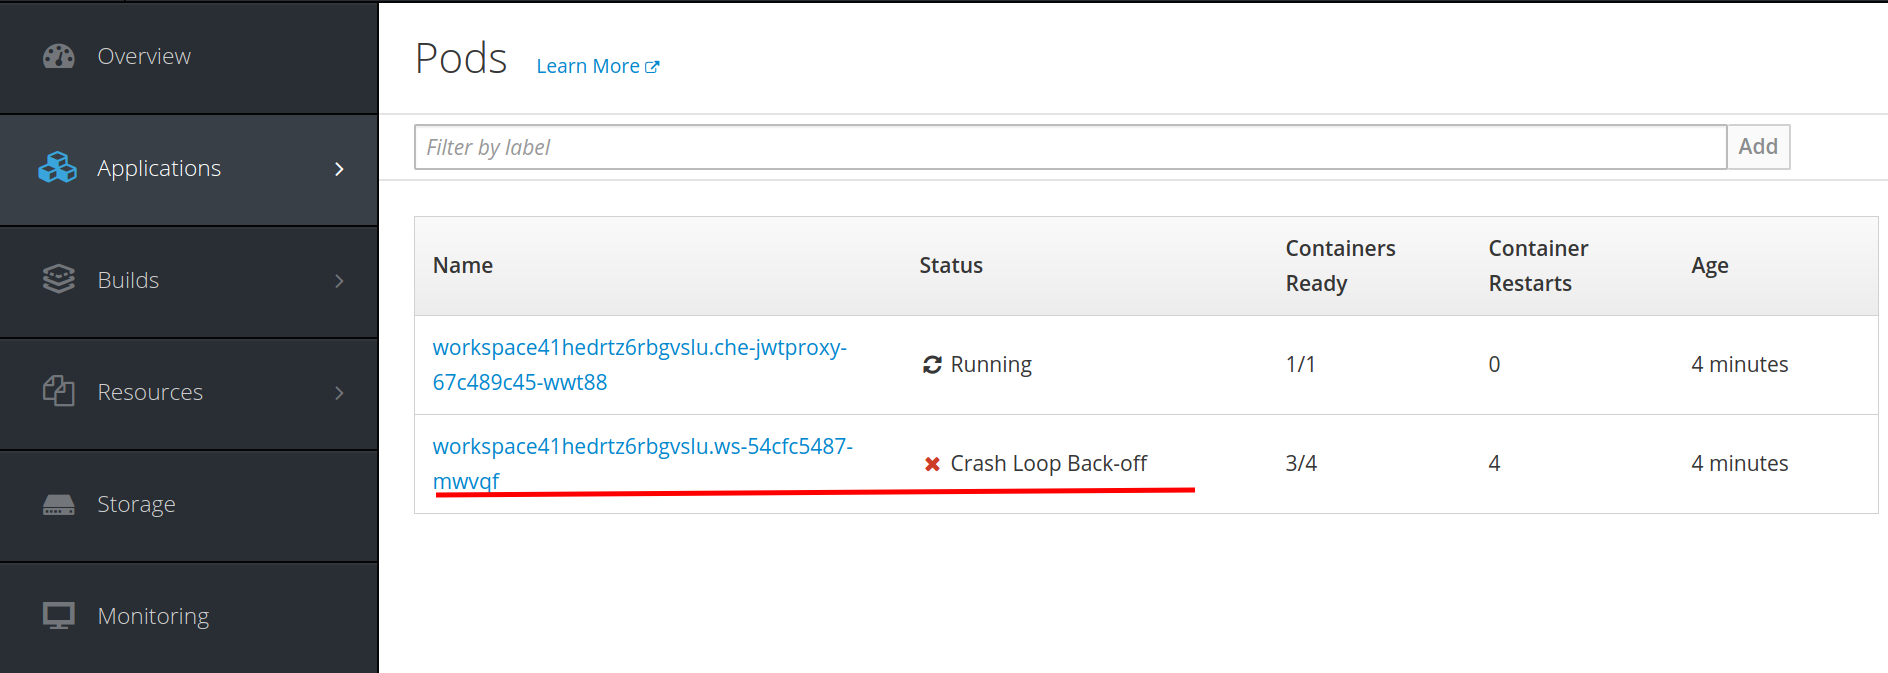 Overview
Applications
Builds
Resources
Storage
Monitoring
Pods Learn More
Filter by label Add
Name Status Containers Ready Container Restarts Age
workspace41hedrtz6rbgvslu.che-jwtproxy-
67c489c45-wwt88 Running 1/1 0 4 minutes
workspace41hedrtz6rbgvslu.ws-54cfc5487-
mwvqf Crash Loop Back-off 3/4 4 4 minutes